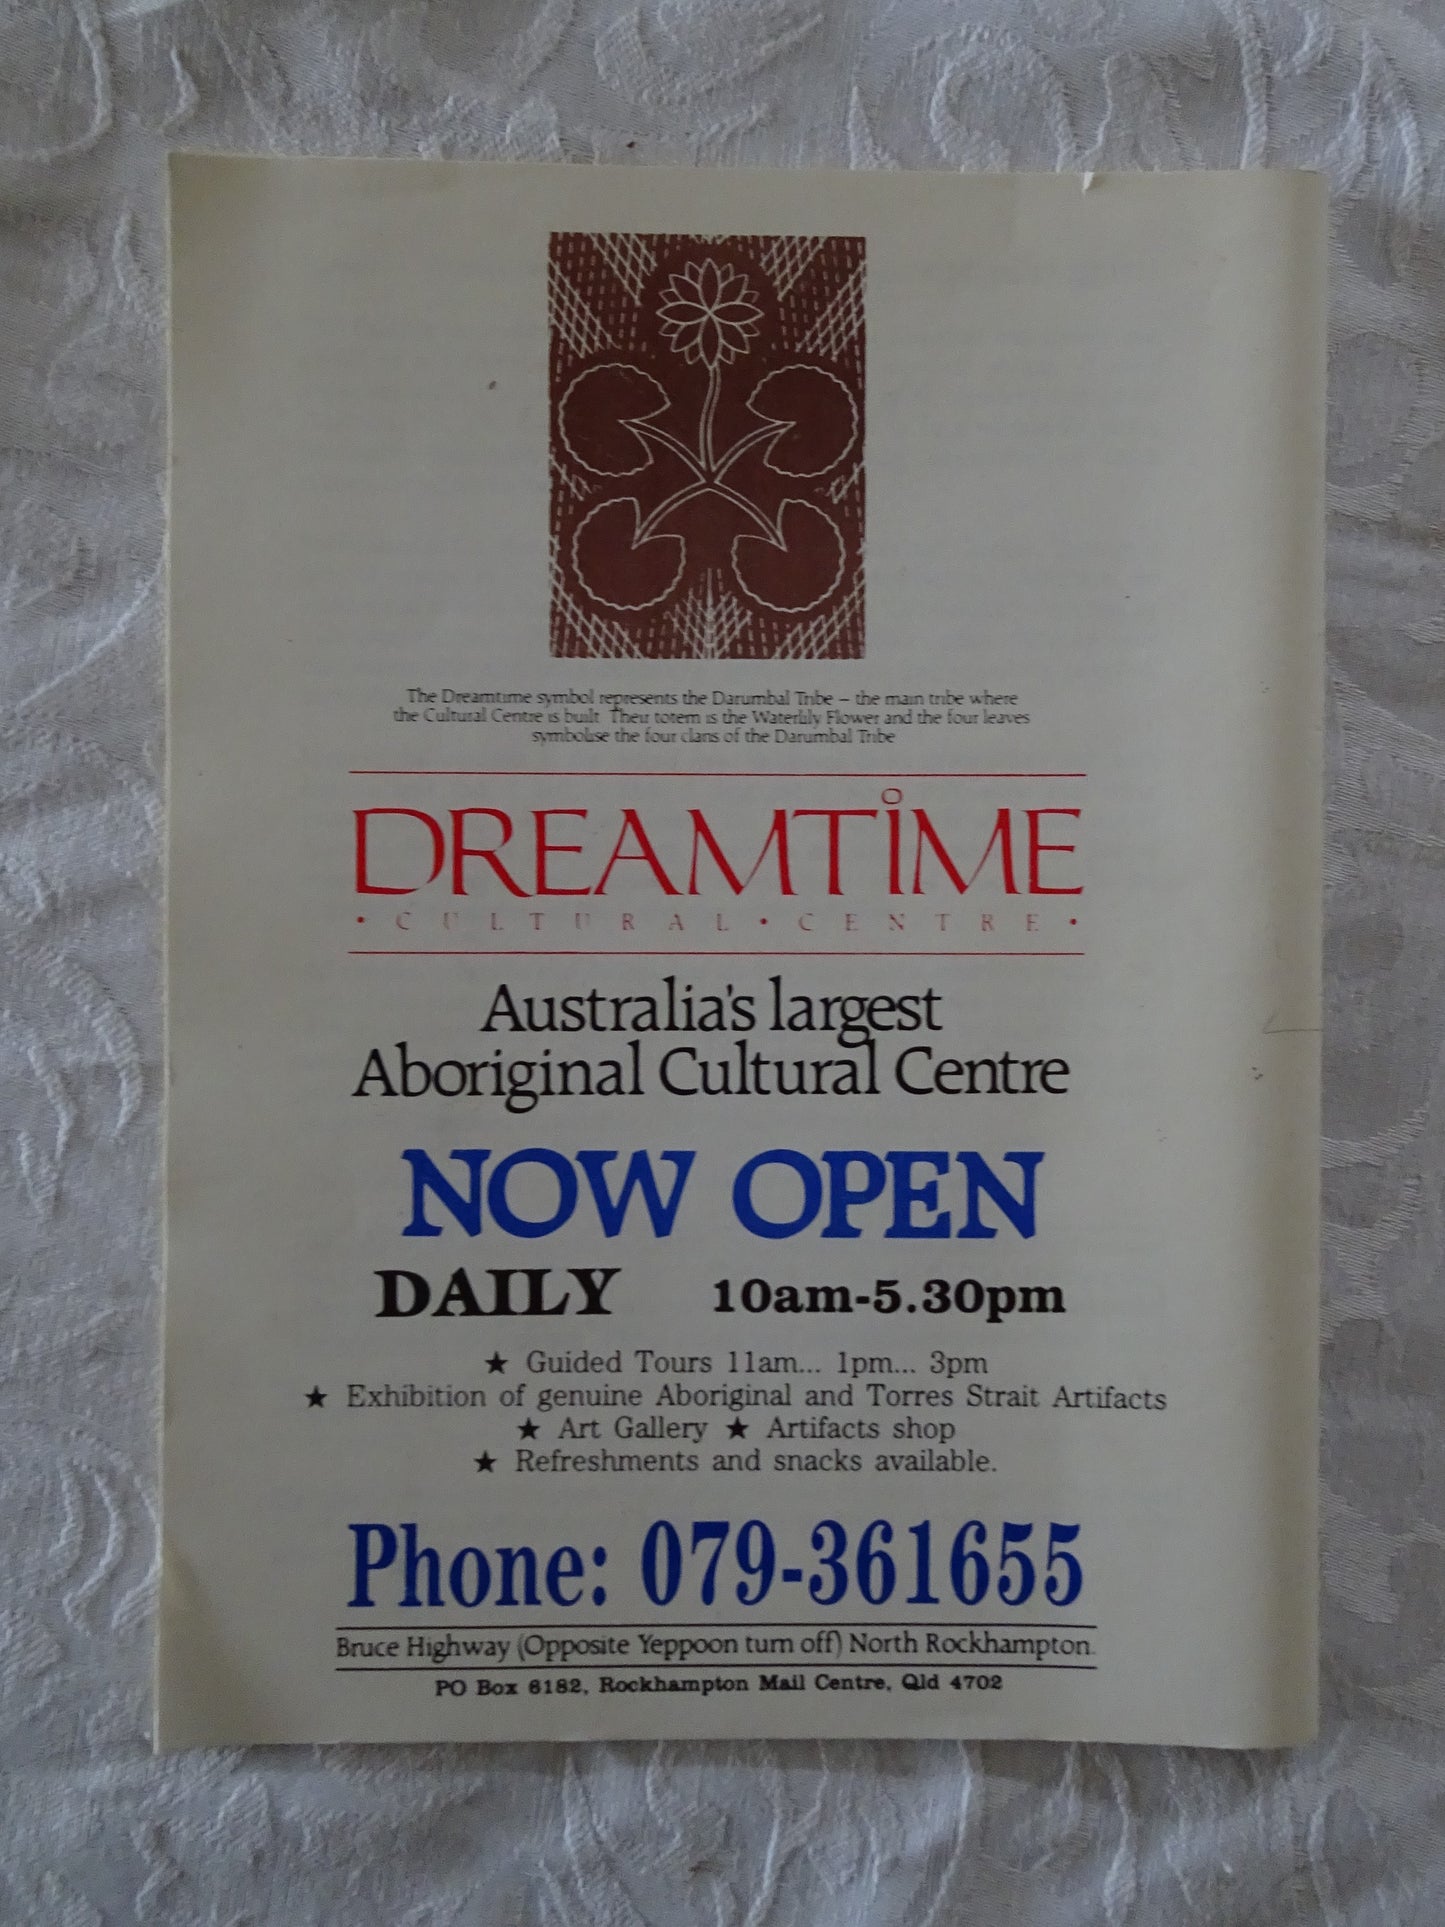 The Dreamtime symbol represents the Darumbal Tribe – the main tribe where
the Cultural Centre is built. Their totem is the Waterlily Flower and the four leaves
symbolise the four clans of the Darumbal Tribe
DREAMTIME
• CULTURAL • CENTRE •
Australia's largest
Aboriginal Cultural Centre
NOW OPEN
DAILY 10am-5.30pm
★ Guided Tours 11am... 1pm... 3pm
★ Exhibition of genuine Aboriginal and Torres Strait Artifacts
★ Art Gallery ★ Artifacts shop
★ Refreshments and snacks available.
Phone: 079-361655
Bruce Highway (Opposite Yeppoon turn off) North Rockhampton.
PO Box 6182, Rockhampton Mail Centre, Qld 4702